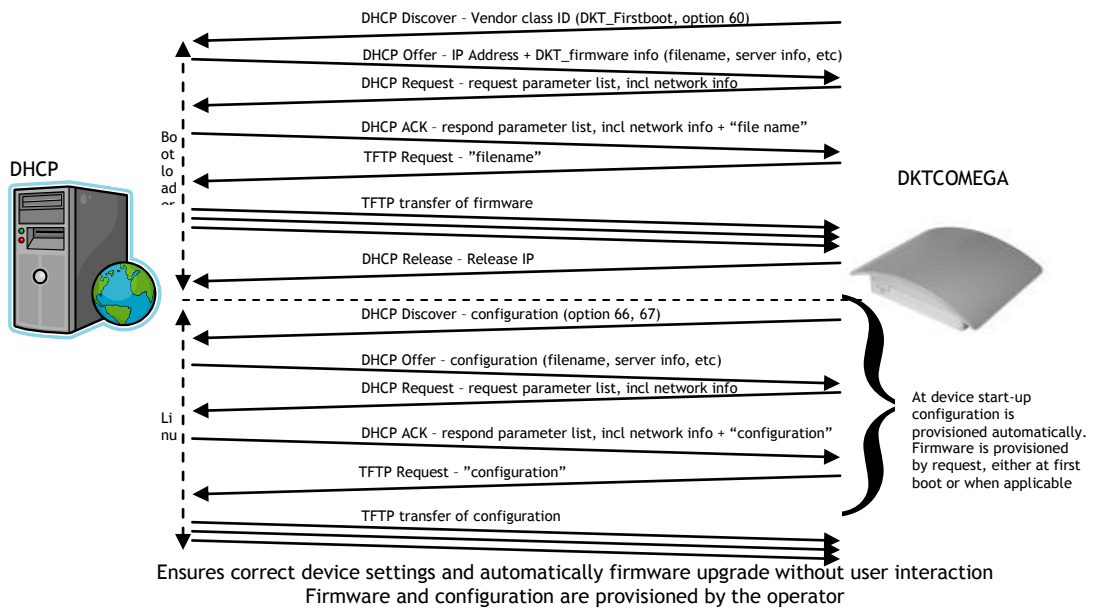 DHCP Discover – Vendor class ID (DKT_Firstboot, option 60)
DHCP Offer – IP Address + DKT_firmware info (filename, server info, etc)
DHCP Request – request parameter list, incl network info
DHCP ACK – respond parameter list, incl network info + “file name”
Bo
ot
lo
ad
TFTP Request – ”filename”
DHCP
DKTCOMEGA
TFTP transfer of firmware
DHCP Release – Release IP
DHCP Discover – configuration (option 66, 67)
DHCP Offer – configuration (filename, server info, etc)
DHCP Request – request parameter list, incl network info
Li
nu
DHCP ACK – respond parameter list, incl network info + “configuration”
TFTP Request – ”configuration”
TFTP transfer of configuration
At device start-up
configuration is
provisioned automatically.
Firmware is provisioned
by request, either at first
boot or when applicable
Ensures correct device settings and automatically firmware upgrade without user interaction
Firmware and configuration are provisioned by the operator